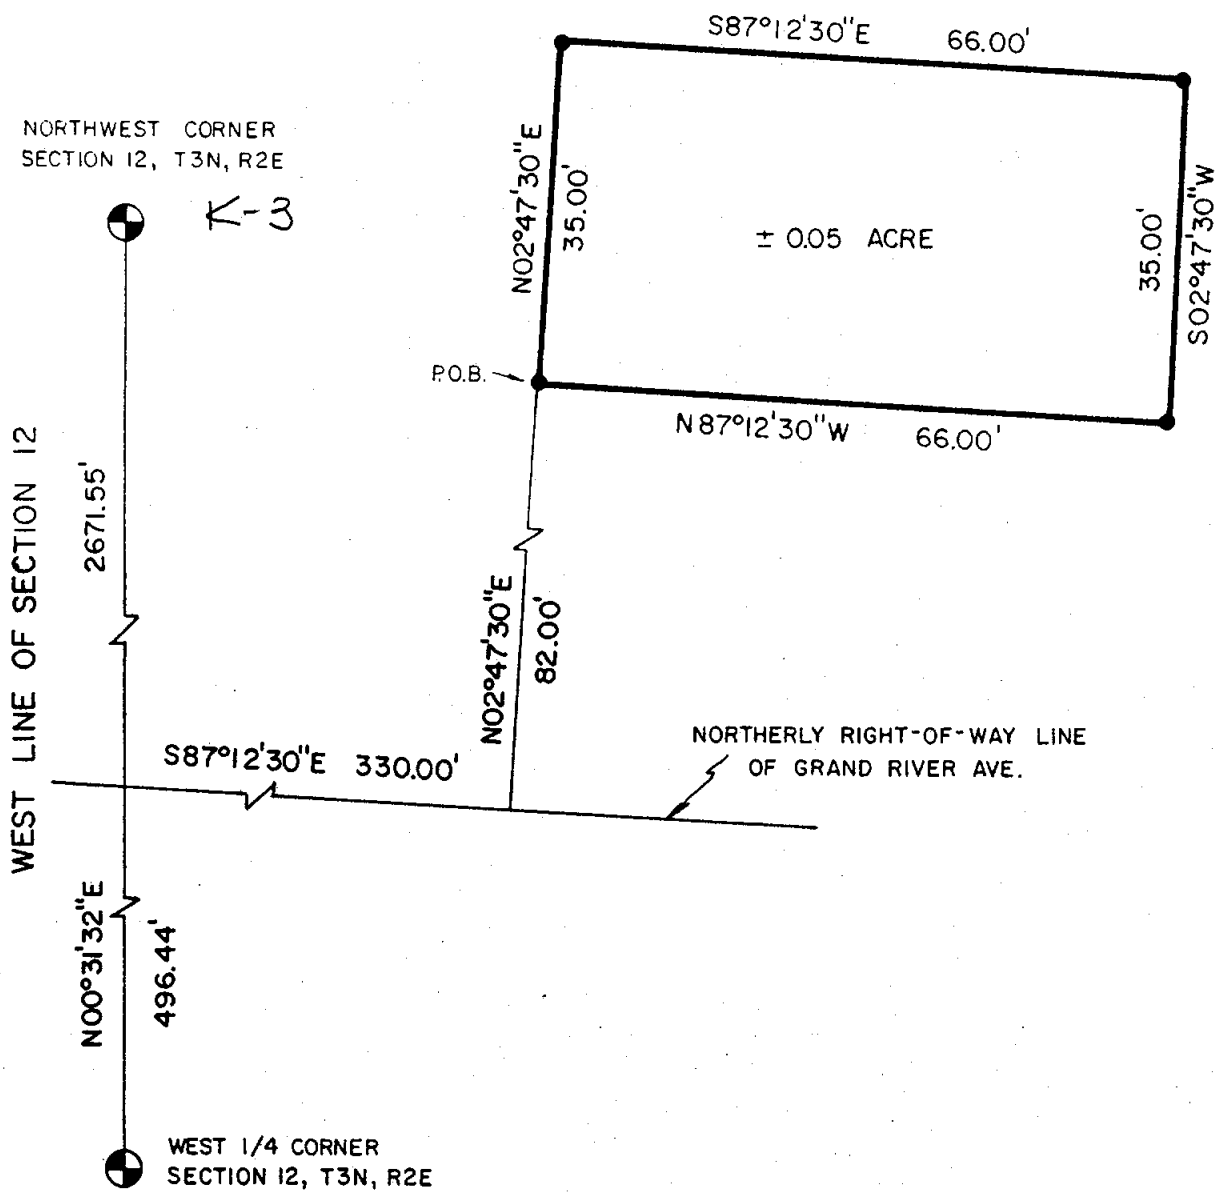 S87°12'30"E 66.00'
NORTHWEST CORNER
SECTION 12, T3N, R2E
K-3
N02°47'30"E
35.00'
± 0.05 ACRE
35.00'
S02°47'30"W
P.O.B.
N87°12'30"W 66.00'
WEST LINE OF SECTION 12
2671.55'
N02°47'30"E
82.00'
S87°12'30"E 330.00'
NORTHERLY RIGHT-OF-WAY LINE
OF GRAND RIVER AVE.
N00°31'32"E
496.44'
WEST 1/4 CORNER
SECTION 12, T3N, R2E